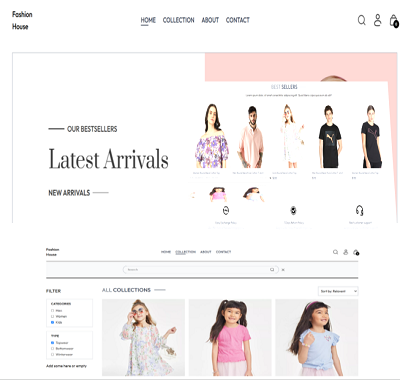 Fashion
House
HOME COLLECTION ABOUT CONTACT
0
BEST SELLERS
OUR BESTSELLERS
Latest Arrivals
NEW ARRIVALS
Fashion
House
HOME COLLECTION ABOUT CONTACT
Search
FILTER
ALL COLLECTIONS
Sort by: Relevant
CATEGORIES
Men
Women
Kids
TYPE
Topwear
Bottomwear
Winterwear
Add some here or empty